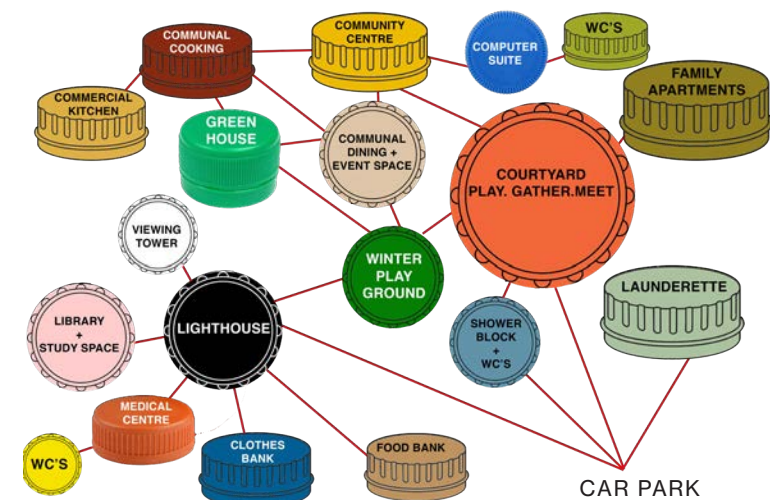 COMMUNAL
COOKING
COMMUNITY
CENTRE
COMPUTER
SUITE
WC'S
FAMILY
APARTMENTS
COMMERCIAL
KITCHEN
GREEN
HOUSE
COMMUNAL
DINING +
EVENT SPACE
COURTYARD
PLAY. GATHER.MEET
VIEWING
TOWER
WINTER
PLAY
GROUND
LAUNDERETTE
LIBRARY
+
STUDY SPACE
LIGHTHOUSE
SHOWER
BLOCK
+
WC'S
MEDICAL
CENTRE
WC'S
CLOTHES
BANK
FOOD BANK
CAR PARK